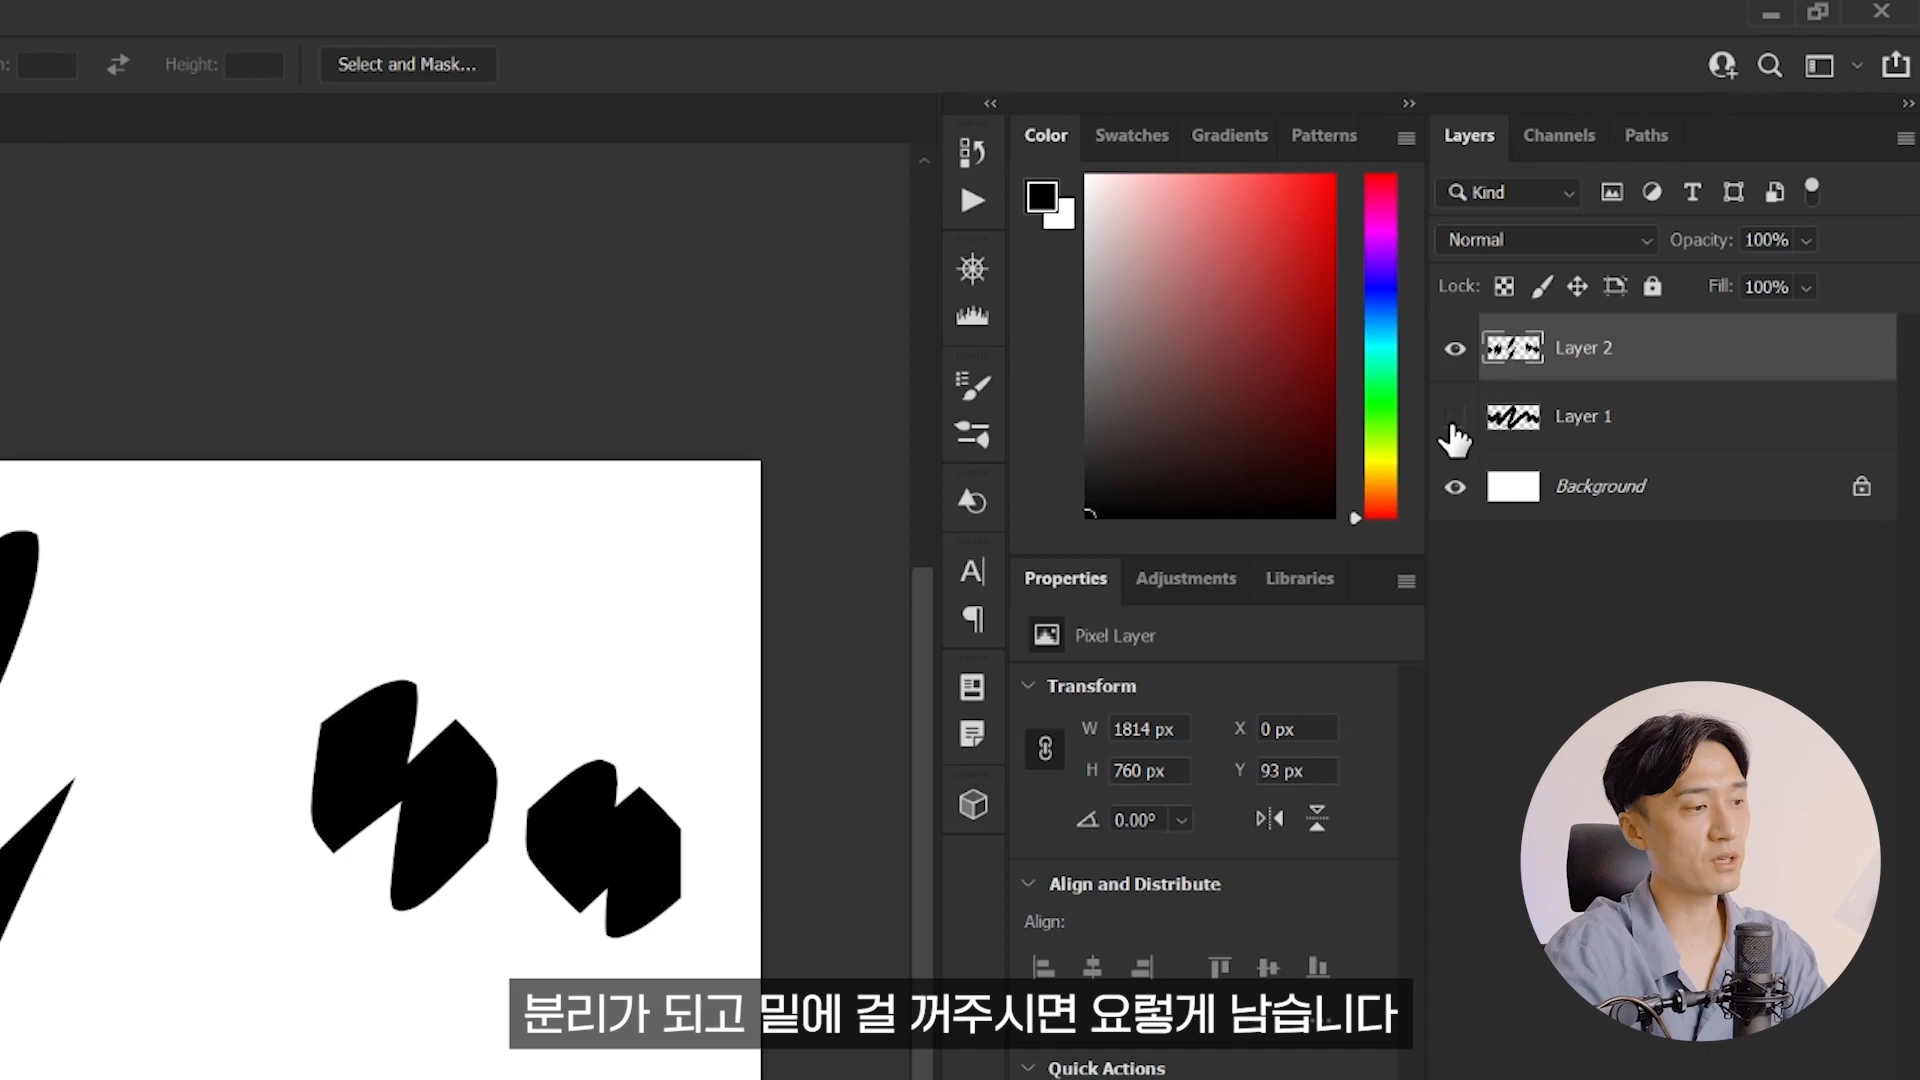 Height:
Select and Mask...
Color
Swatches
Gradients
Patterns
Layers
Channels
Paths
Kind
Normal
Opacity: 100%
Lock:
Fill: 100%
Layer 2
Layer 1
Background
Properties
Adjustments
Libraries
Pixel Layer
Transform
W 1814 px
X 0 px
H 760 px
Y 93 px
0.00º
Align and Distribute
Align:
분리가 되고 밑에 걸 꺼주시면 요렇게 남습니다
Quick Actions